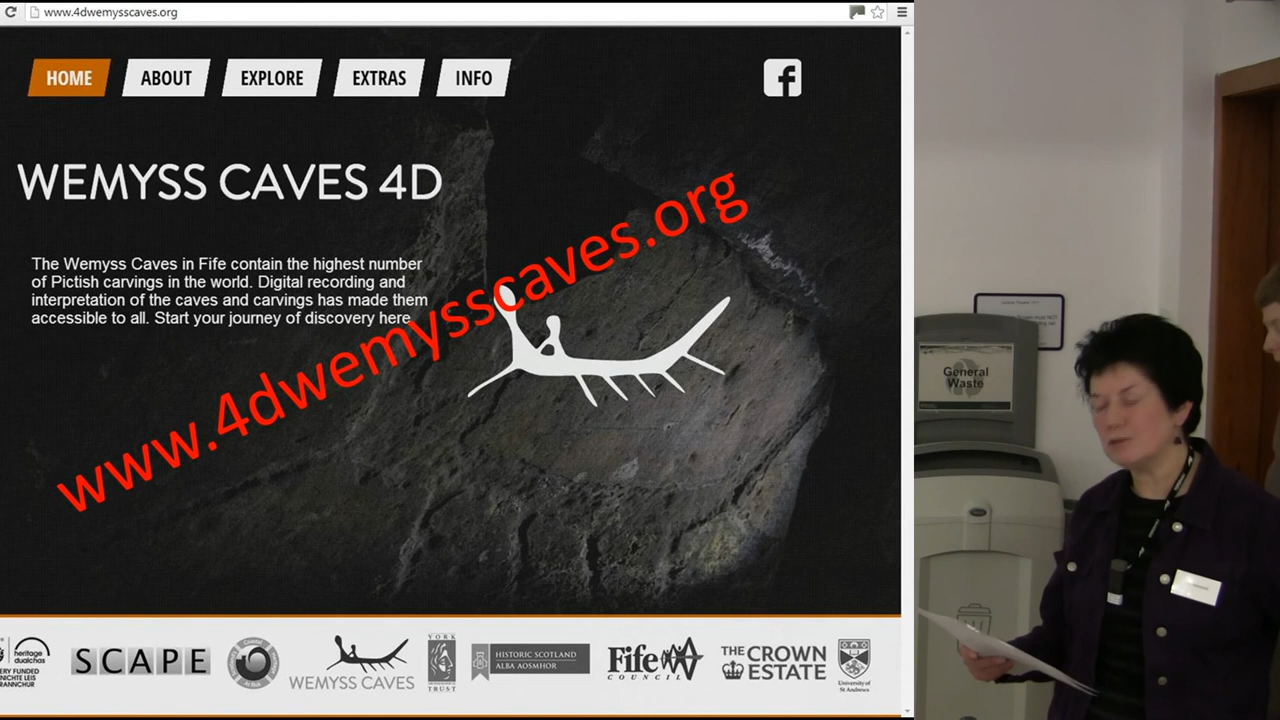 www.4dwemysscaves.org
HOME
ABOUT
EXPLORE
EXTRAS
INFO
f
WEMYSS CAVES 4D
The Wemyss Caves in Fife contain the highest number
of Pictish carvings in the world. Digital recording and
interpretation of the caves and carvings has made them
accessible to all. Start your journey of discovery here
www.4dwemysscaves.org
heritage
dualchas
SCAPE
WEMYSS CAVES
YORK
TRUST
HISTORIC SCOTLAND
ALBA AOSMHOR
Fife
COUNCIL
THE CROWN
ESTATE
University of
St Andrews
General
Waste